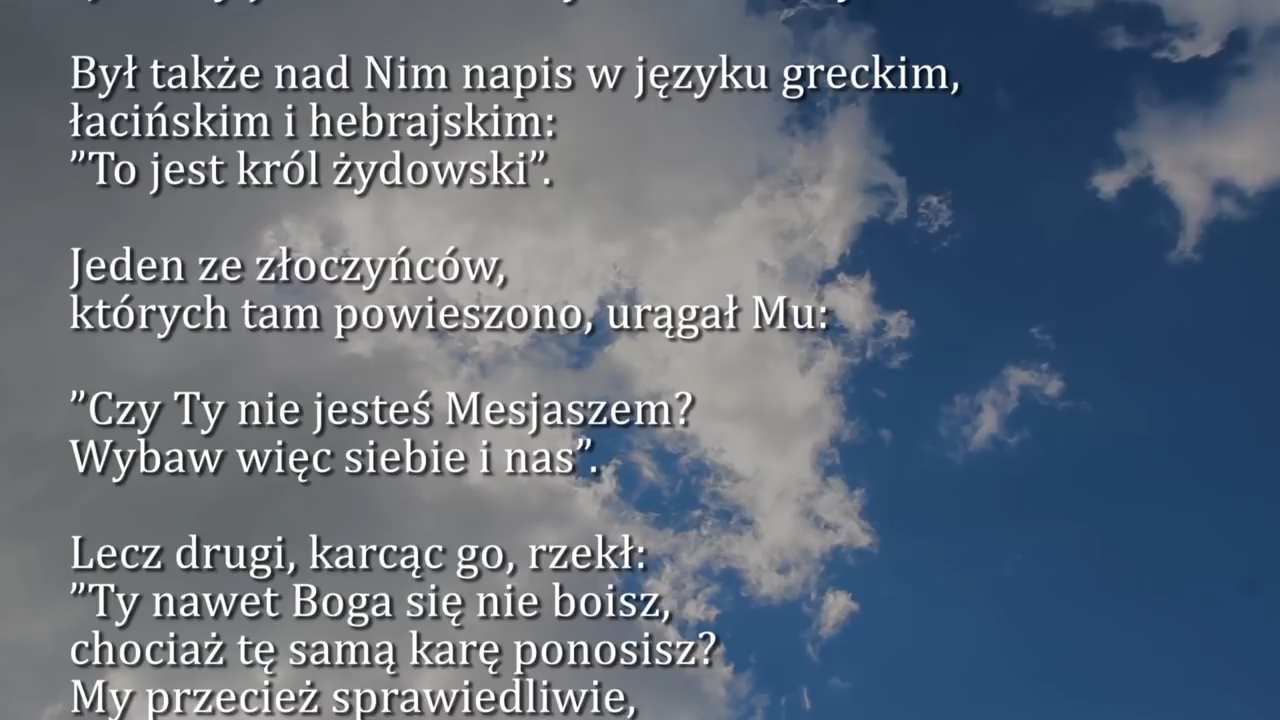 Był także nad Nim napis w języku greckim,
łacińskim i hebrajskim:
”To jest król żydowski”.
Jeden ze złoczyńców,
których tam powieszono, urągał Mu:
”Czy Ty nie jesteś Mesjaszem?
Wybaw więc siebie i nas”.
Lecz drugi, karcąc go, rzekł:
”Ty nawet Boga się nie boisz,
chociaż tę samą karę ponosisz?
My przecież sprawiedliwie,